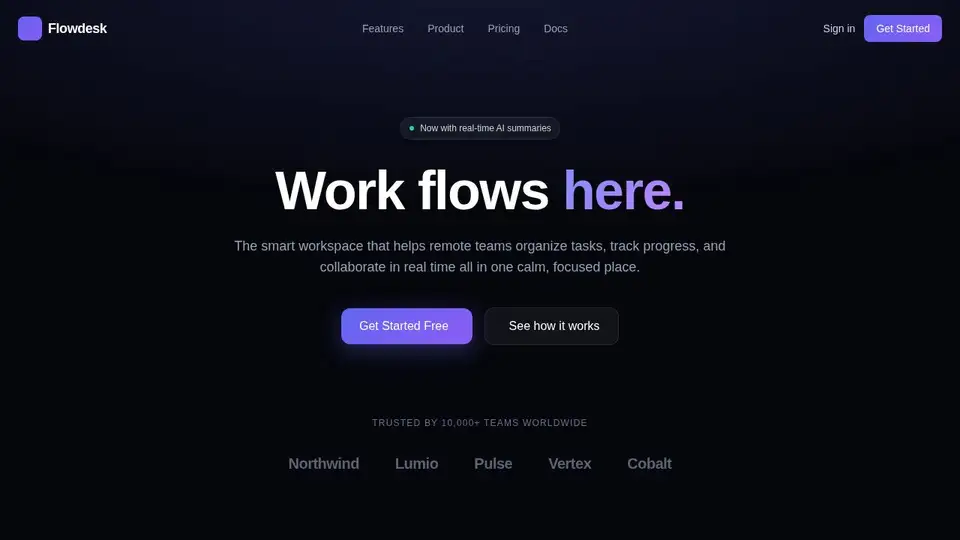 Flowdesk
Features
Product
Pricing
Docs
Sign in
Get Started
Now with real-time AI summaries
Work flows here.
The smart workspace that helps remote teams organize tasks, track progress, and
collaborate in real time all in one calm, focused place.
Get Started Free
See how it works
TRUSTED BY 10,000+ TEAMS WORLDWIDE
Northwind
Lumio
Pulse
Vertex
Cobalt